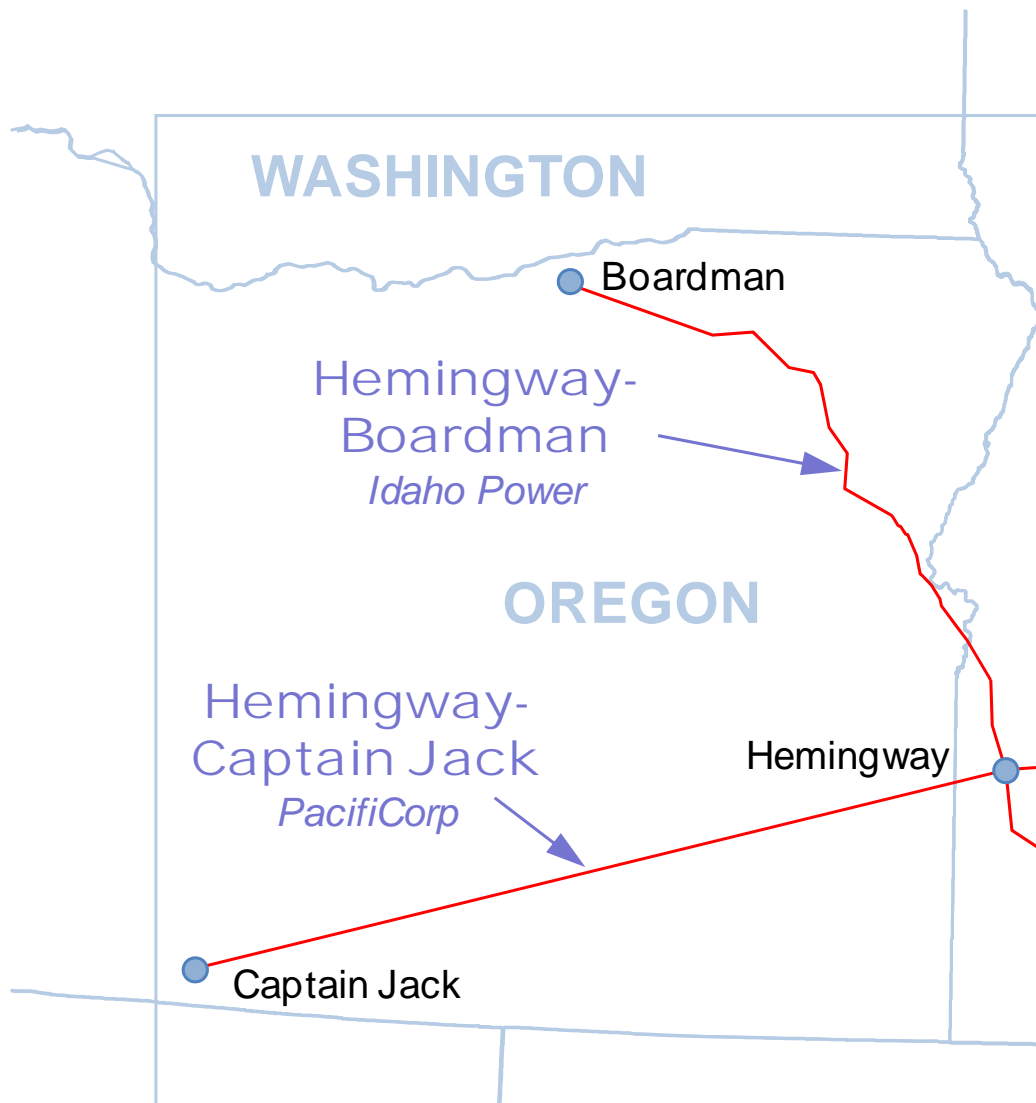 WASHINGTON
Boardman
Hemingway-
Boardman
Idaho Power
OREGON
Hemingway-
Captain Jack
PacifiCorp
Hemingway
Captain Jack